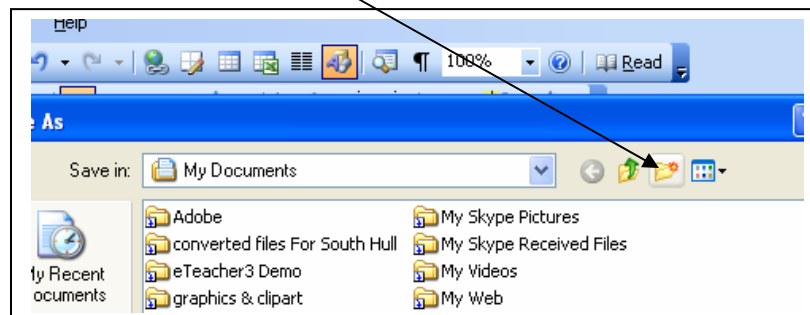 Help
100%
Read
e As
Save in: My Documents
Adobe
My Skype Pictures
converted files For South Hull
My Skype Received Files
My Recent
Documents
eTeacher3 Demo
My Videos
graphics & clipart
My Web